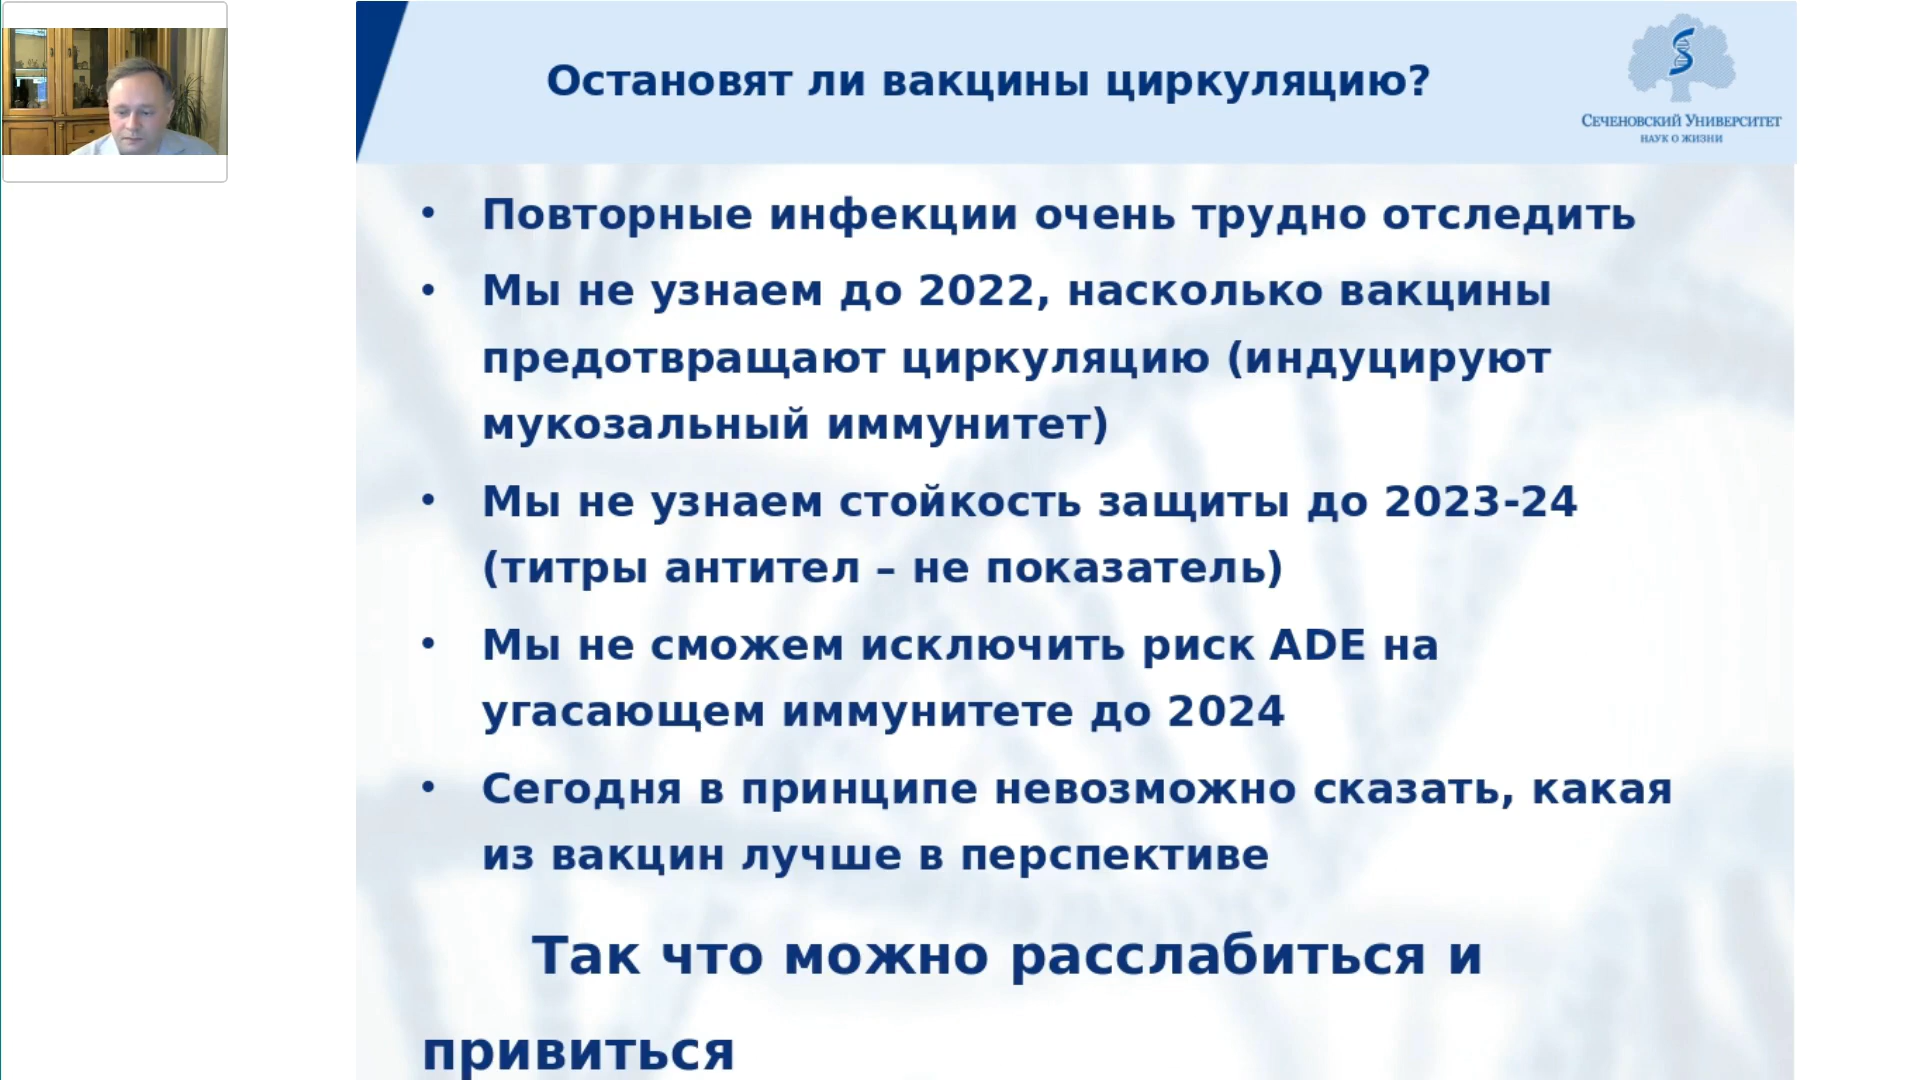 Остановят ли вакцины циркуляцию?
Сеченовский Университет
наук о жизни
• Повторные инфекции очень трудно отследить
• Мы не узнаем до 2022, насколько вакцины
предотвращают циркуляцию (индуцируют
мукозальный иммунитет)
• Мы не узнаем стойкость защиты до 2023-24
(титры антител – не показатель)
• Мы не сможем исключить риск ADE на
угасающем иммунитете до 2024
• Сегодня в принципе невозможно сказать, какая
из вакцин лучше в перспективе
Так что можно расслабиться и
привиться